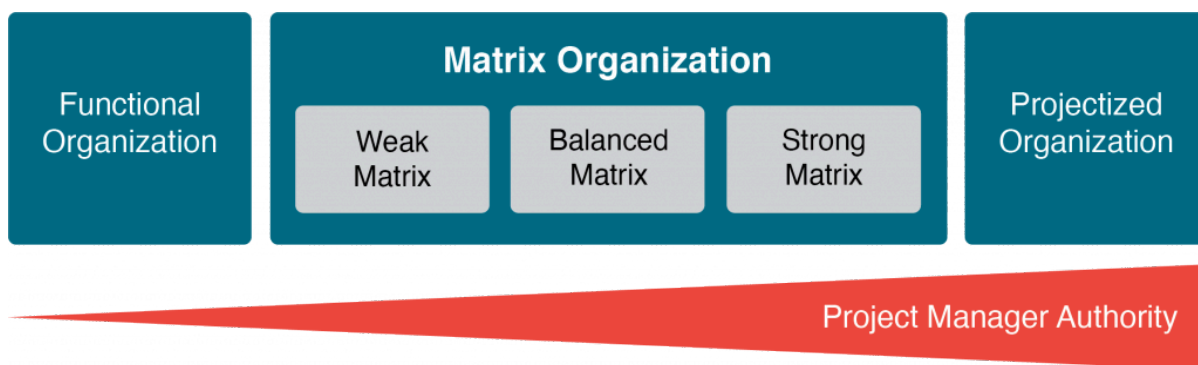 Functional
Organization
Matrix Organization
Weak
Matrix
Balanced
Matrix
Strong
Matrix
Projectized
Organization
Project Manager Authority